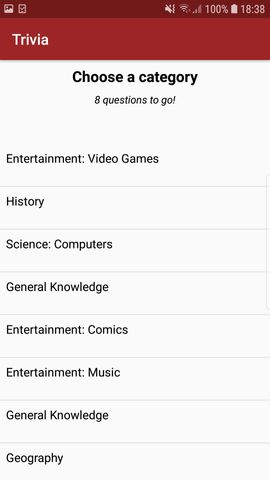 100% 18:38
Trivia
Choose a category
8 questions to go!
Entertainment: Video Games
History
Science: Computers
General Knowledge
Entertainment: Comics
Entertainment: Music
General Knowledge
Geography